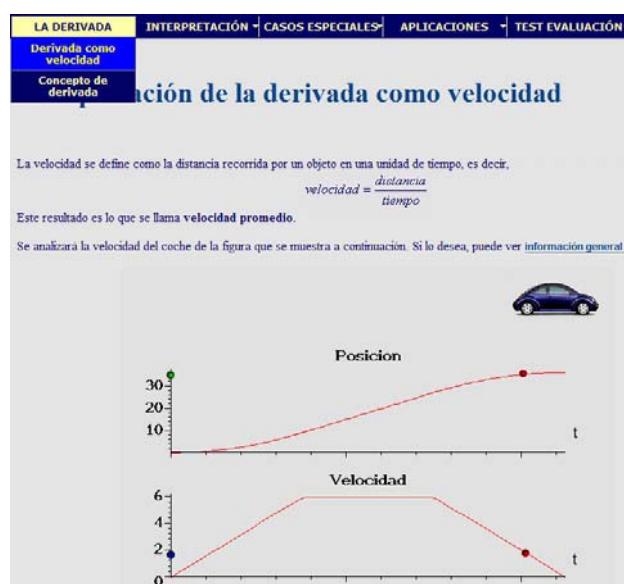 LA DERIVADA INTERPRETACIÓN CASOS ESPECIALES APLICACIONES TEST EVALUACIÓN
Derivada como
velocidad
Concepto de
derivada
ación de la derivada como velocidad
La velocidad se define como la distancia recorrida por un objeto en una unidad de tiempo, es decir,
velocidad = distancia / tiempo
Este resultado es lo que se llama velocidad promedio.
Se analizará la velocidad del coche de la figura que se muestra a continuación. Si lo desea, puede ver información general
Posicion
30
20
10
t
Velocidad
6
4
2
t
0